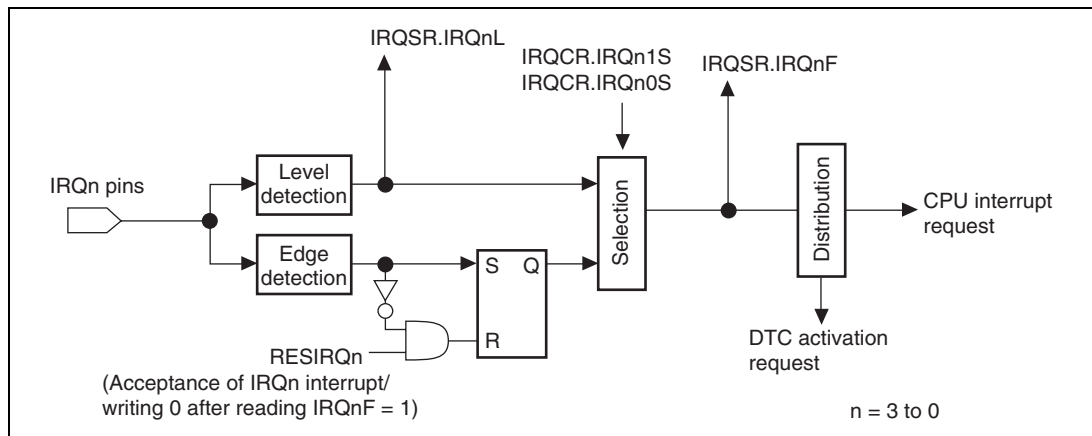 IRQSR.IRQnL
IRQCR.IRQn1S
IRQCR.IRQn0S
IRQSR.IRQnF
IRQn pins
Level
detection
Edge
detection
S Q
R
Selection
Distribution
CPU interrupt
request
DTC activation
request
RESIRQn
(Acceptance of IRQn interrupt/
writing 0 after reading IRQnF = 1)
n = 3 to 0